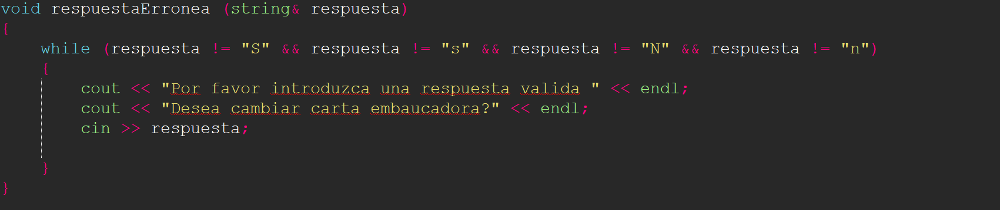 void respuestaErronea (string& respuesta)
{
while (respuesta != "S" && respuesta != "s" && respuesta != "N" && respuesta != "n")
{
cout << "Por favor introduzca una respuesta valida " << endl;
cout << "Desea cambiar carta embaucadora?" << endl;
cin >> respuesta;
}
}